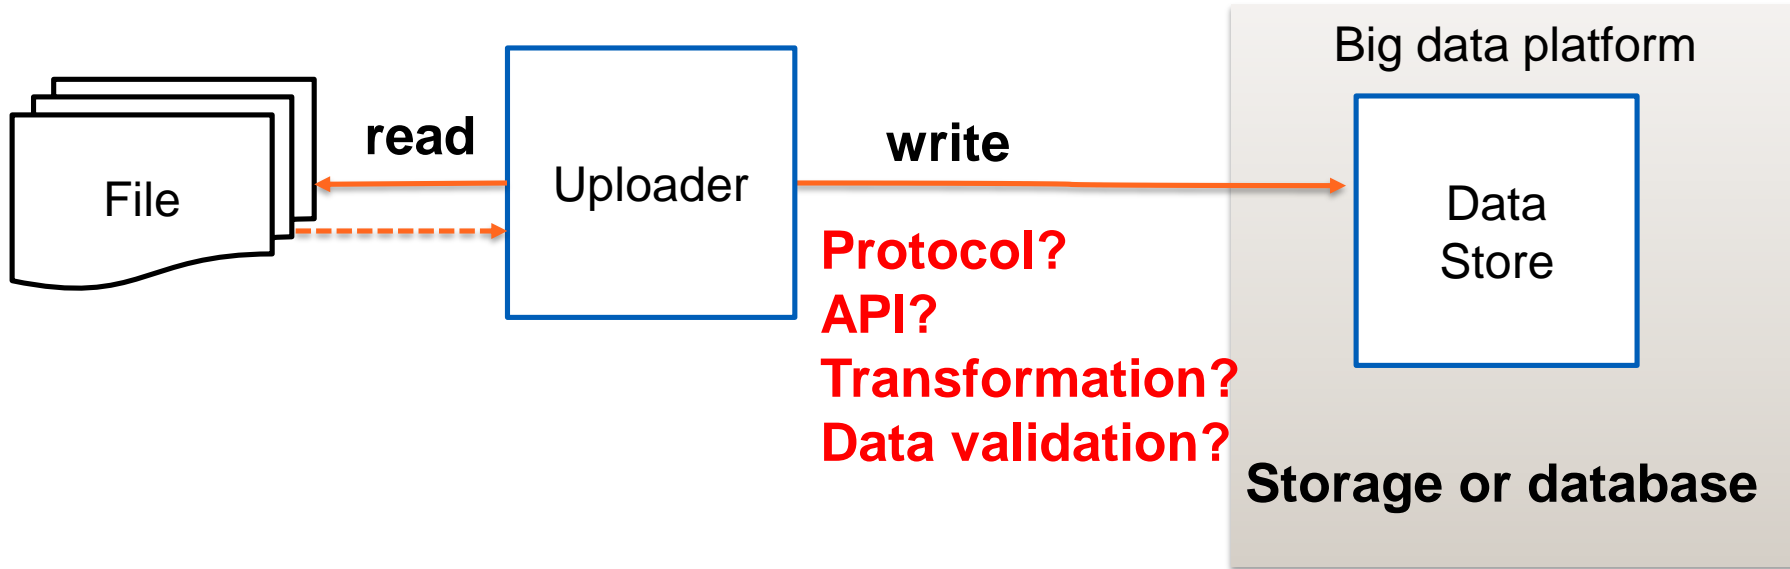 Big data platform
read
write
File
Uploader
Data
Store
Protocol?
API?
Transformation?
Data validation?
Storage or database